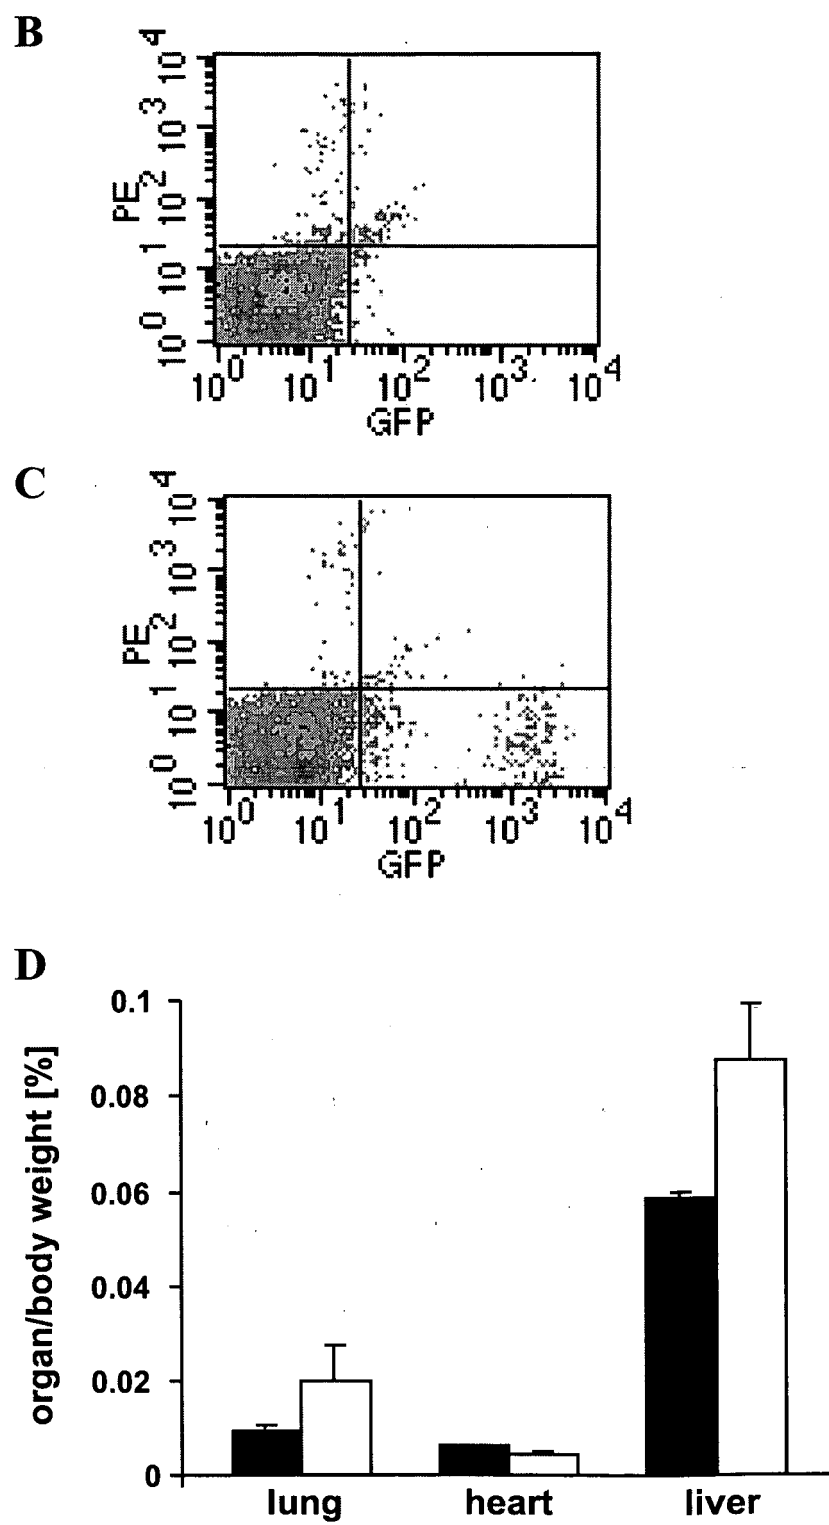 B
10^4
10^3
PE
10^2
10^1
10^0
10^0 10^1 10^2 10^3 10^4
GFP
C
10^4
10^3
PE
10^2
10^1
10^0
10^0 10^1 10^2 10^3 10^4
GFP
D
organ/body weight [%]
0.1
0.08
0.06
0.04
0.02
0
lung heart liver